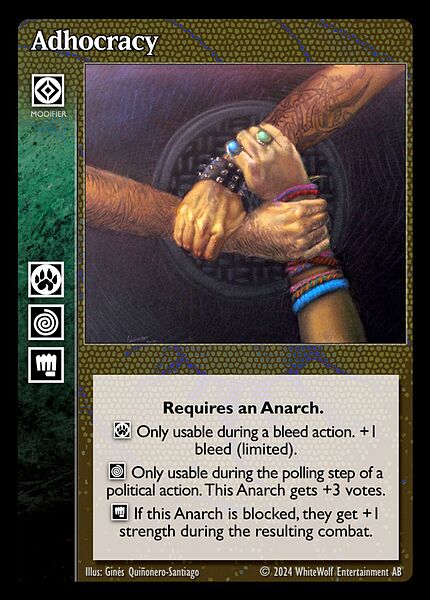 Adhocracy
MODIFIER
Requires an Anarch.
Only usable during a bleed action. +1
bleed (limited).
Only usable during the polling step of a
political action. This Anarch gets +3 votes.
If this Anarch is blocked, they get +1
strength during the resulting combat.
Illus: Ginés Quiñonero-Santiago
© 2024 WhiteWolf Entertainment AB